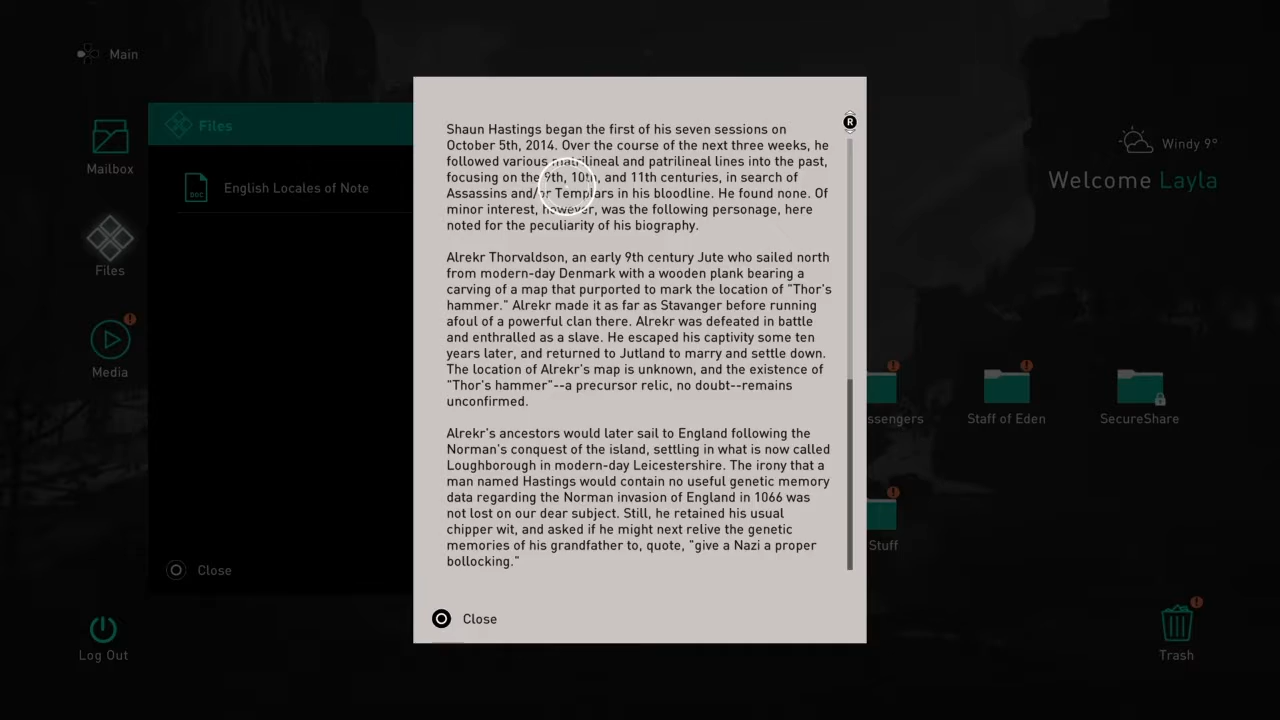 Main
Files
Mailbox
English Locales of Note
Files
Media
Close
Log Out
Shaun Hastings began the first of his seven sessions on
October 5th, 2014. Over the course of the next three weeks, he
followed various matrilineal and patrilineal lines into the past,
focusing on the 9th, 10th, and 11th centuries, in search of
Assassins and/or Templars in his bloodline. He found none. Of
minor interest, however, was the following personage, here
noted for the peculiarity of his biography.
Alrekr Thorvaldson, an early 9th century Jute who sailed north
from modern-day Denmark with a wooden plank bearing a
carving of a map that purported to mark the location of "Thor's
hammer." Alrekr made it as far as Stavanger before running
afoul of a powerful clan there. Alrekr was defeated in battle
and enthralled as a slave. He escaped his captivity some ten
years later, and returned to Jutland to marry and settle down.
The location of Alrekr's map is unknown, and the existence of
"Thor's hammer"--a precursor relic, no doubt--remains
unconfirmed.
Alrekr's ancestors would later sail to England following the
Norman's conquest of the island, settling in what is now called
Loughborough in modern-day Leicestershire. The irony that a
man named Hastings would contain no useful genetic memory
data regarding the Norman invasion of England in 1066 was
not lost on our dear subject. Still, he retained his usual
chipper wit, and asked if he might next relive the genetic
memories of his grandfather to, quote, "give a Nazi a proper
bollocking."
Close
R
Windy 9°
Welcome Layla
ssengers
Staff of Eden
SecureShare
Stuff
Trash
DOC